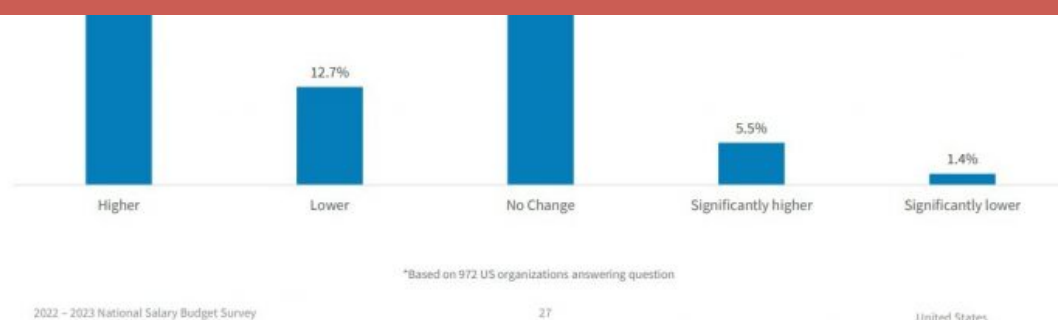 12.7%
5.5%
1.4%
Higher Lower No Change Significantly higher Significantly lower
*Based on 972 US organizations answering question
2022 – 2023 National Salary Budget Survey 27 United States